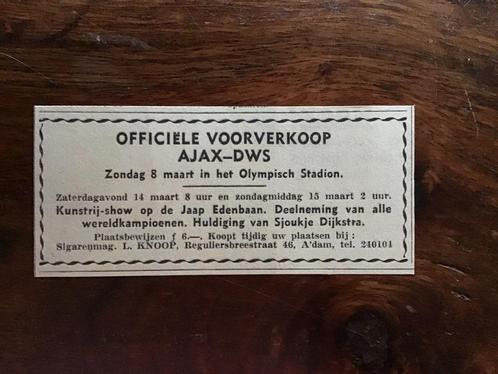 OFFICIËLE VOORVERKOOP
AJAX–DWS
Zondag 8 maart in het Olympisch Stadion.
Zaterdagavond 14 maart 8 uur en zondagmiddag 15 maart 2 uur.
Kunstrij-show op de Jaap Edenbaan. Deelneming van alle
wereldkampioenen. Huldiging van Sjoukje Dijkstra.
Plaatsbewijzen f 6.—. Koopt tijdig uw plaatsen bij :
Sigarenmag. L. KNOOP, Reguliersbreestraat 46, A'dam, tel. 240104